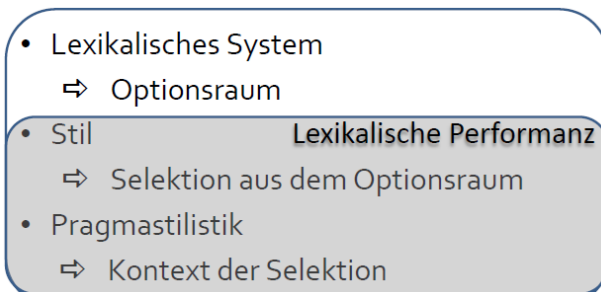 • Lexikalisches System
⇨ Optionsraum
• Stil Lexikalische Performanz
⇨ Selektion aus dem Optionsraum
• Pragmastilistik
⇨ Kontext der Selektion